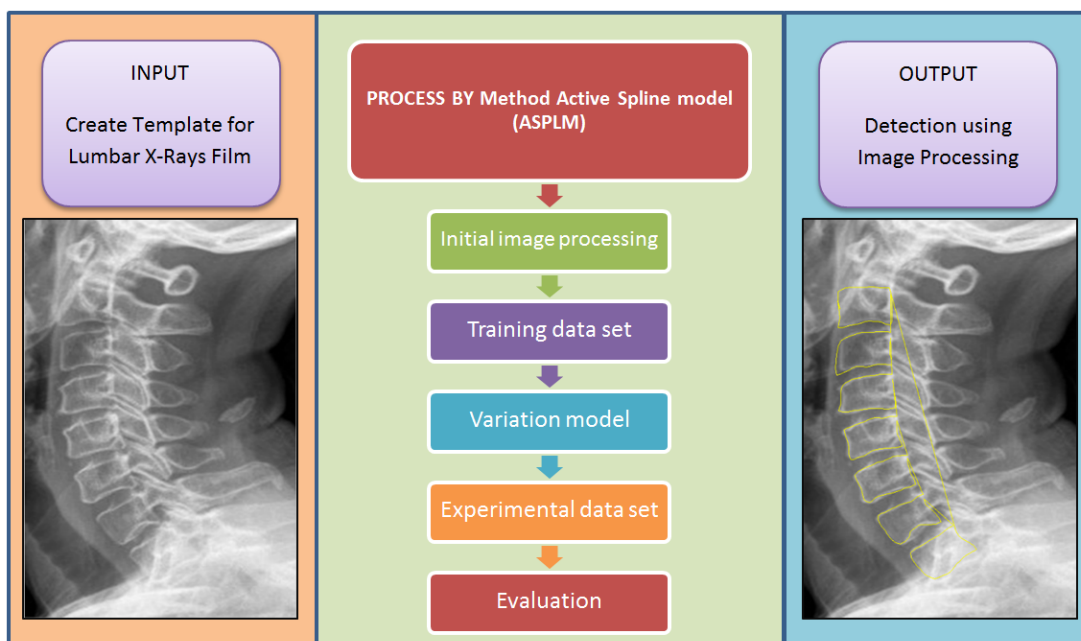 INPUT
Create Template for
Lumbar X-Rays Film
PROCESS BY Method Active Spline model
(ASPLM)
Initial image processing
Training data set
Variation model
Experimental data set
Evaluation
OUTPUT
Detection using
Image Processing